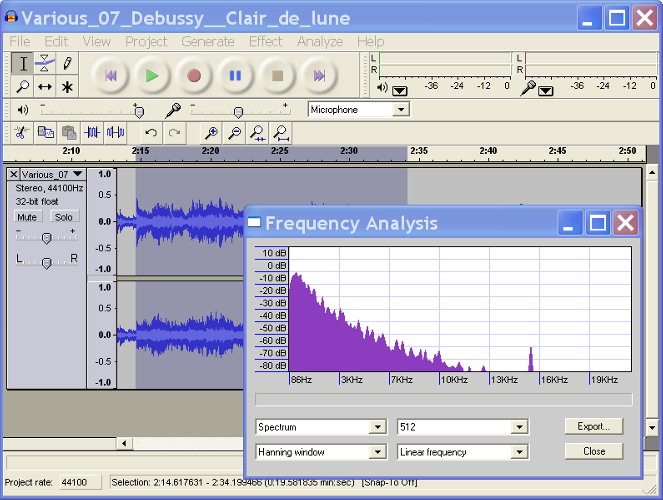 Various_07_Debussy__Clair_de_lune
File Edit View Project Generate Effect Analyze Help
L
R
-36 -24 -12 0
L
R
-36 -24 -12 0
- +
- +
Microphone
2:10 2:15 2:20 2:25 2:30 2:35 2:40 2:45 2:50
Various_07
Stereo, 44100Hz
32-bit float
Mute Solo
- +
L R
1.0
0.5
0.0
-0.5
-1.0
1.0
0.5
0.0
-0.5
-1.0
Frequency Analysis
10 dB
0 dB
-10 dB
-20 dB
-30 dB
-40 dB
-50 dB
-60 dB
-70 dB
-80 dB
86Hz 3KHz 7KHz 10KHz 13KHz 16KHz 19KHz
Spectrum 512 Export...
Hanning window Linear frequency Close
Project rate: 44100 Selection: 2:14.617631 - 2:34.199466 (0:19.581835 min:sec) [Snap-To Off]